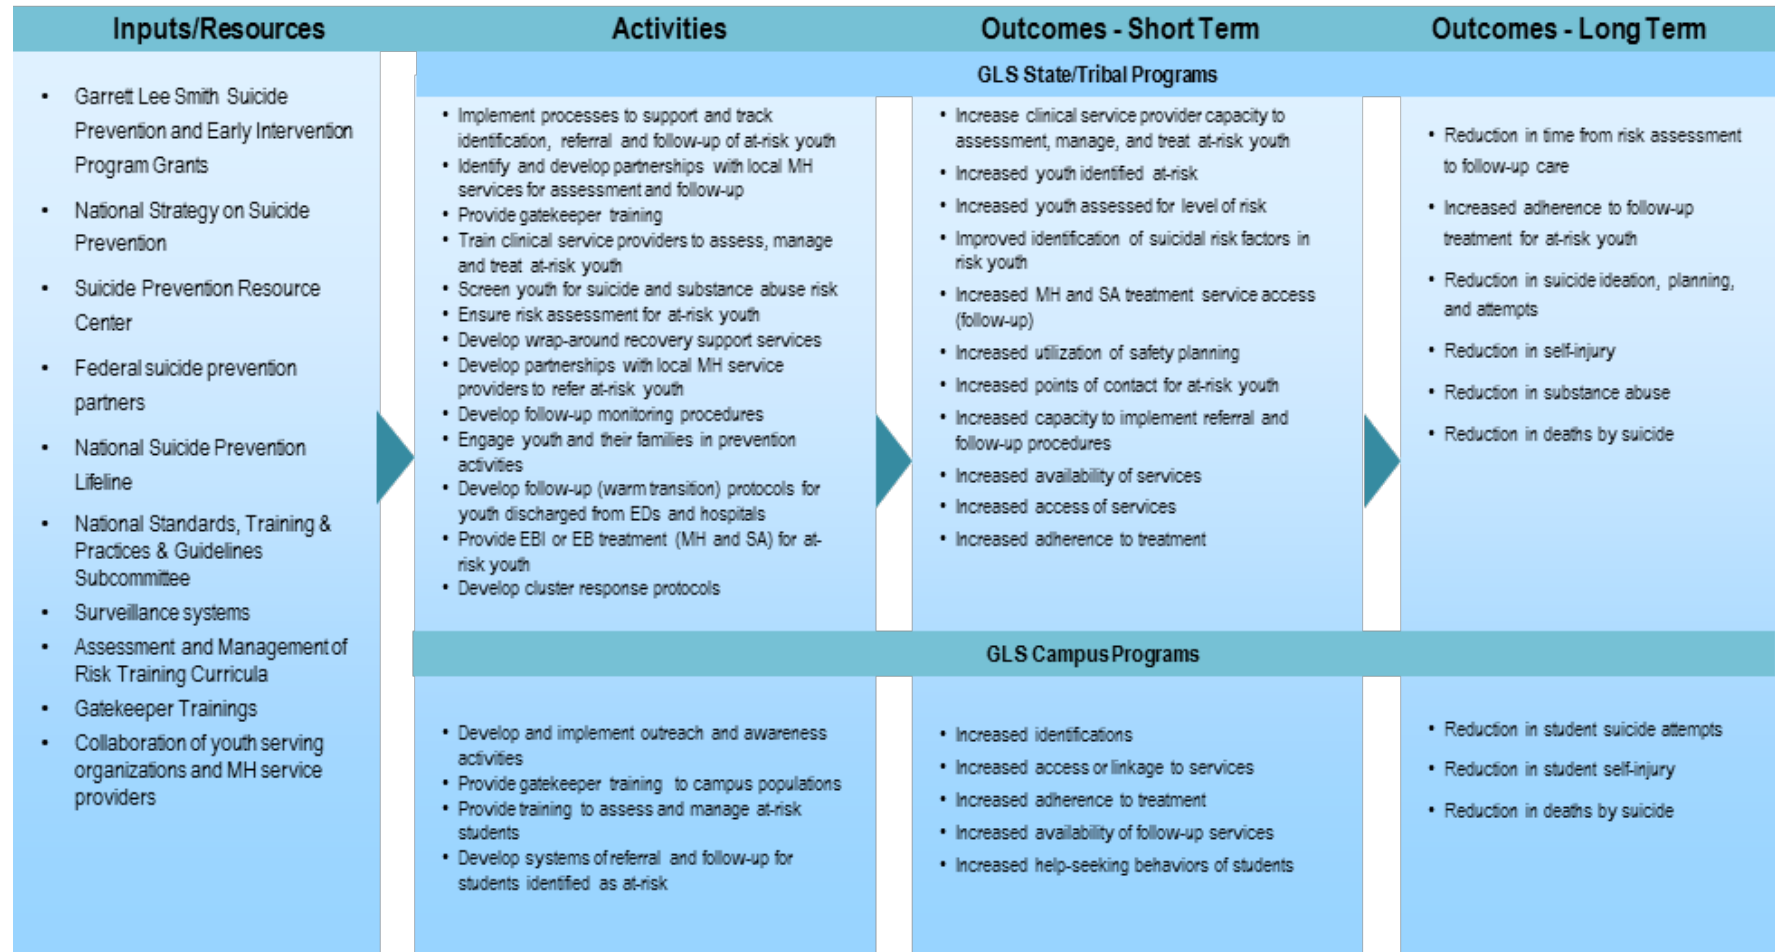 Inputs/Resources
Activities
Outcomes - Short Term
Outcomes - Long Term
• Garrett Lee Smith Suicide
Prevention and Early Intervention
Program Grants
• National Strategy on Suicide
Prevention
• Suicide Prevention Resource
Center
• Federal suicide prevention
partners
• National Suicide Prevention
Lifeline
• National Standards, Training &
Practices & Guidelines
Subcommittee
• Surveillance systems
• Assessment and Management of
Risk Training Curricula
• Gatekeeper Trainings
• Collaboration of youth serving
organizations and MH service
providers
GLS State/Tribal Programs
• Implement processes to support and track
identification, referral and follow-up of at-risk youth
• Identify and develop partnerships with local MH
services for assessment and follow-up
• Provide gatekeeper training
• Train clinical service providers to assess, manage
and treat at-risk youth
• Screen youth for suicide and substance abuse risk
• Ensure risk assessment for at-risk youth
• Develop wrap-around recovery support services
• Develop partnerships with local MH service
providers to refer at-risk youth
• Develop follow-up monitoring procedures
• Engage youth and their families in prevention
activities
• Develop follow-up (warm transition) protocols for
youth discharged from EDs and hospitals
• Provide EBI or EB treatment (MH and SA) for at-
risk youth
• Develop cluster response protocols
• Increase clinical service provider capacity to
assessment, manage, and treat at-risk youth
• Increased youth identified at-risk
• Increased youth assessed for level of risk
• Improved identification of suicidal risk factors in
risk youth
• Increased MH and SA treatment service access
(follow-up)
• Increased utilization of safety planning
• Increased points of contact for at-risk youth
• Increased capacity to implement referral and
follow-up procedures
• Increased availability of services
• Increased access of services
• Increased adherence to treatment
• Reduction in time from risk assessment
to follow-up care
• Increased adherence to follow-up
treatment for at-risk youth
• Reduction in suicide ideation, planning,
and attempts
• Reduction in self-injury
• Reduction in substance abuse
• Reduction in deaths by suicide
GLS Campus Programs
• Develop and implement outreach and awareness
activities
• Provide gatekeeper training to campus populations
• Provide training to assess and manage at-risk
students
• Develop systems of referral and follow-up for
students identified as at-risk
• Increased identifications
• Increased access or linkage to services
• Increased adherence to treatment
• Increased availability of follow-up services
• Increased help-seeking behaviors of students
• Reduction in student suicide attempts
• Reduction in student self-injury
• Reduction in deaths by suicide